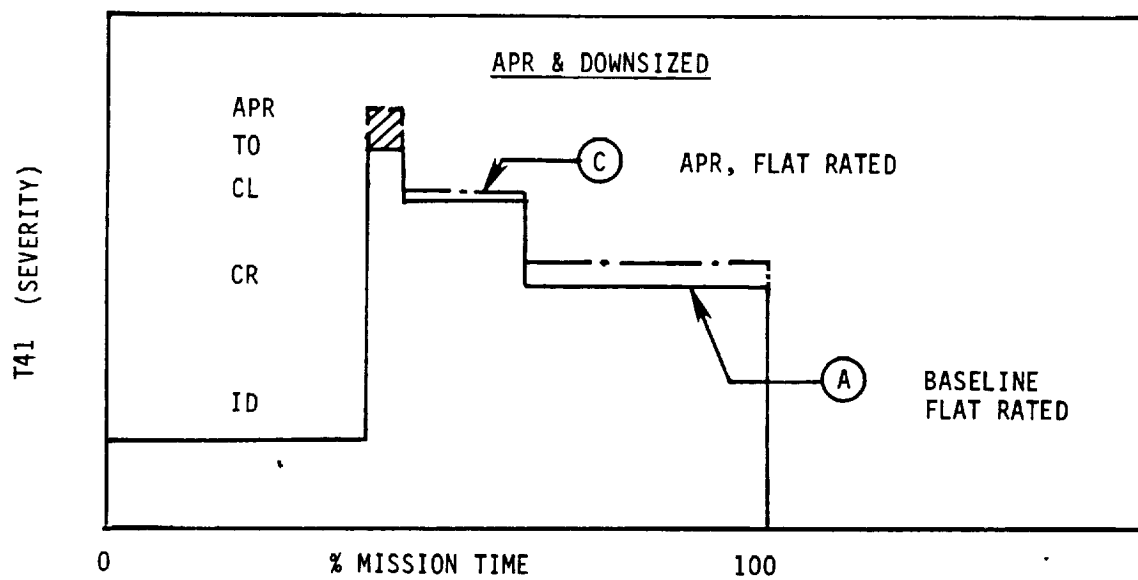 APR & DOWNSIZED
APR
TO
CL
CR
ID
T41 (SEVERITY)
C
APR, FLAT RATED
A
BASELINE
FLAT RATED
0
% MISSION TIME
100